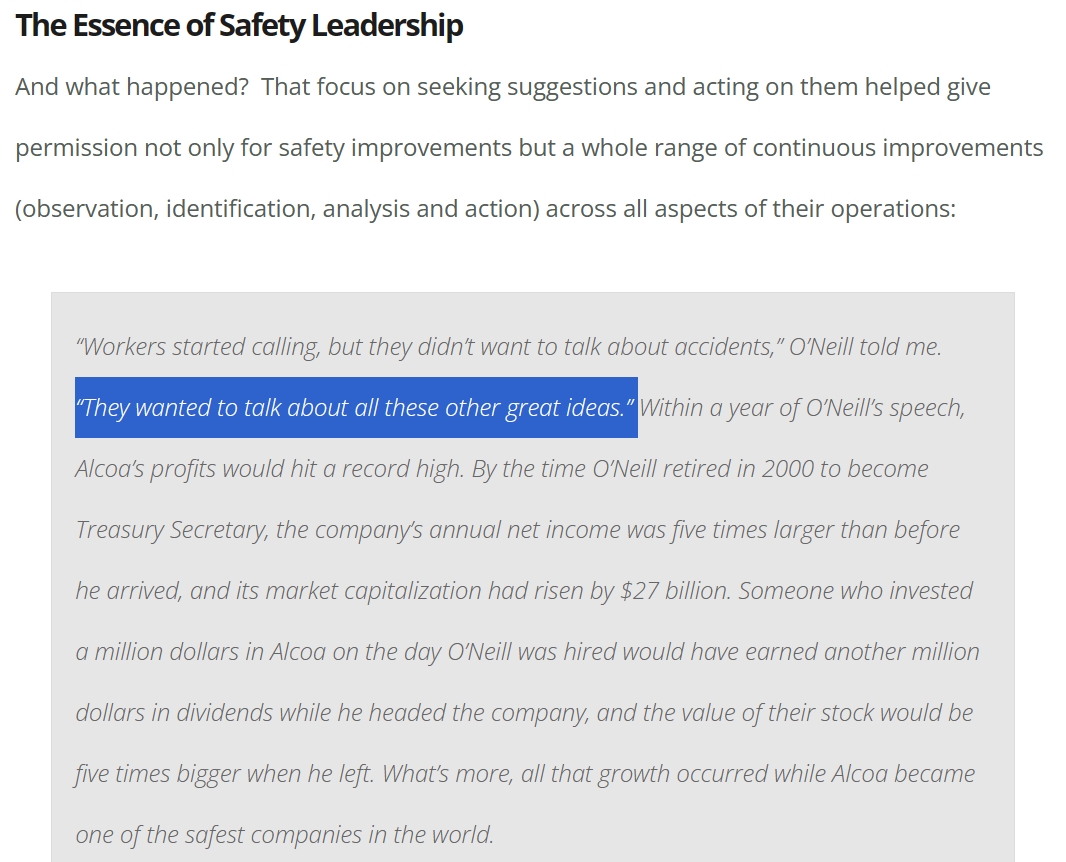 The Essence of Safety Leadership
And what happened?  That focus on seeking suggestions and acting on them helped give
permission not only for safety improvements but a whole range of continuous improvements
(observation, identification, analysis and action) across all aspects of their operations:
“Workers started calling, but they didn’t want to talk about accidents,” O’Neill told me.
“They wanted to talk about all these other great ideas.” Within a year of O’Neill’s speech,
Alcoa’s profits would hit a record high. By the time O’Neill retired in 2000 to become
Treasury Secretary, the company’s annual net income was five times larger than before
he arrived, and its market capitalization had risen by $27 billion. Someone who invested
a million dollars in Alcoa on the day O’Neill was hired would have earned another million
dollars in dividends while he headed the company, and the value of their stock would be
five times bigger when he left. What’s more, all that growth occurred while Alcoa became
one of the safest companies in the world.